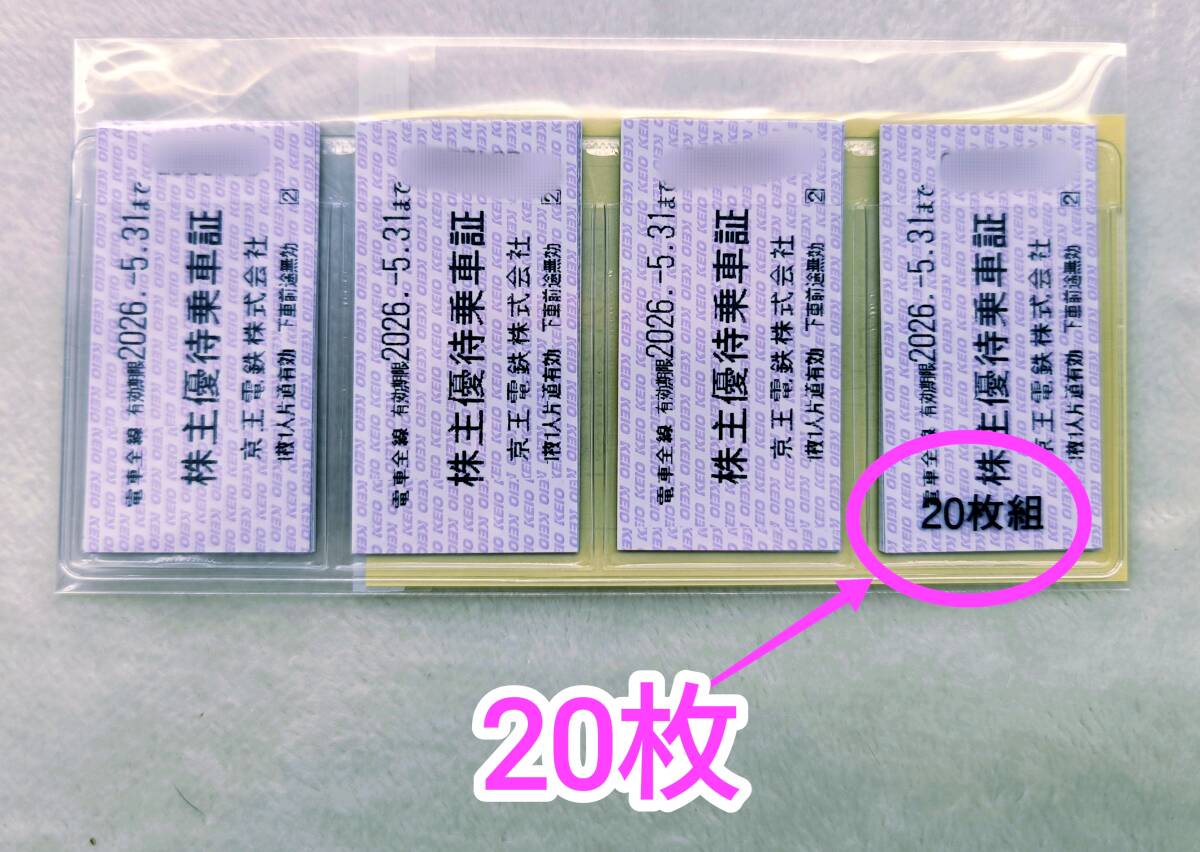 電車全線 有効期限2026.-5.31まで
株主優待乗車証
京王電鉄株式会社
1枚1人片道有効 下車前途無効 2
電車全線 有効期限2026.-5.31まで
株主優待乗車証
京王電鉄株式会社
1枚1人片道有効 下車前途無効 2
電車全線 有効期限2026.-5.31まで
株主優待乗車証
京王電鉄株式会社
1枚1人片道有効 下車前途無効 2
電車全線 有効期限2026.-5.31まで
株主優待乗車証
京王電鉄株式会社
1枚1人片道有効 下車前途無効 2
20枚組
20枚